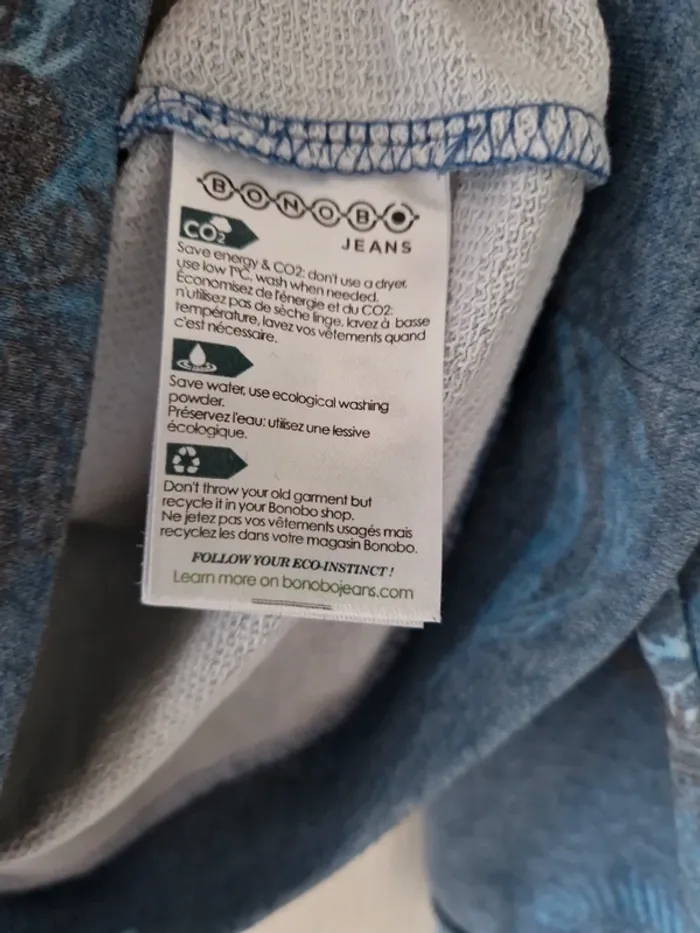 BONOBO
JEANS
CO2
Save energy & CO2: don't use a dryer,
use low T°C, wash when needed.
Économisez de l'énergie et du CO2:
n'utilisez pas de sèche linge, lavez à basse
température, lavez vos vêtements quand
c'est nécessaire.
Save water, use ecological washing
powder.
Préservez l'eau: utilisez une lessive
écologique.
Don't throw your old garment but
recycle it in your Bonobo shop.
Ne jetez pas vos vêtements usagés mais
recyclez les dans votre magasin Bonobo.
FOLLOW YOUR ECO-INSTINCT !
Learn more on bonobojeans.com